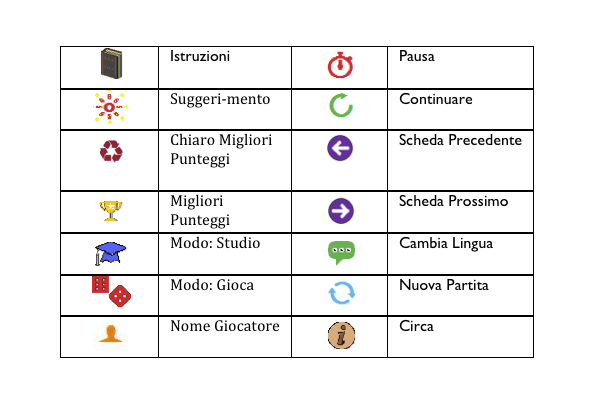 Istruzioni
Pausa
Suggeri-mento
Continuare
Chiaro Migliori
Punteggi
Scheda Precedente
Migliori
Punteggi
Scheda Prossimo
Modo: Studio
Cambia Lingua
Modo: Gioca
Nuova Partita
Nome Giocatore
i
Circa